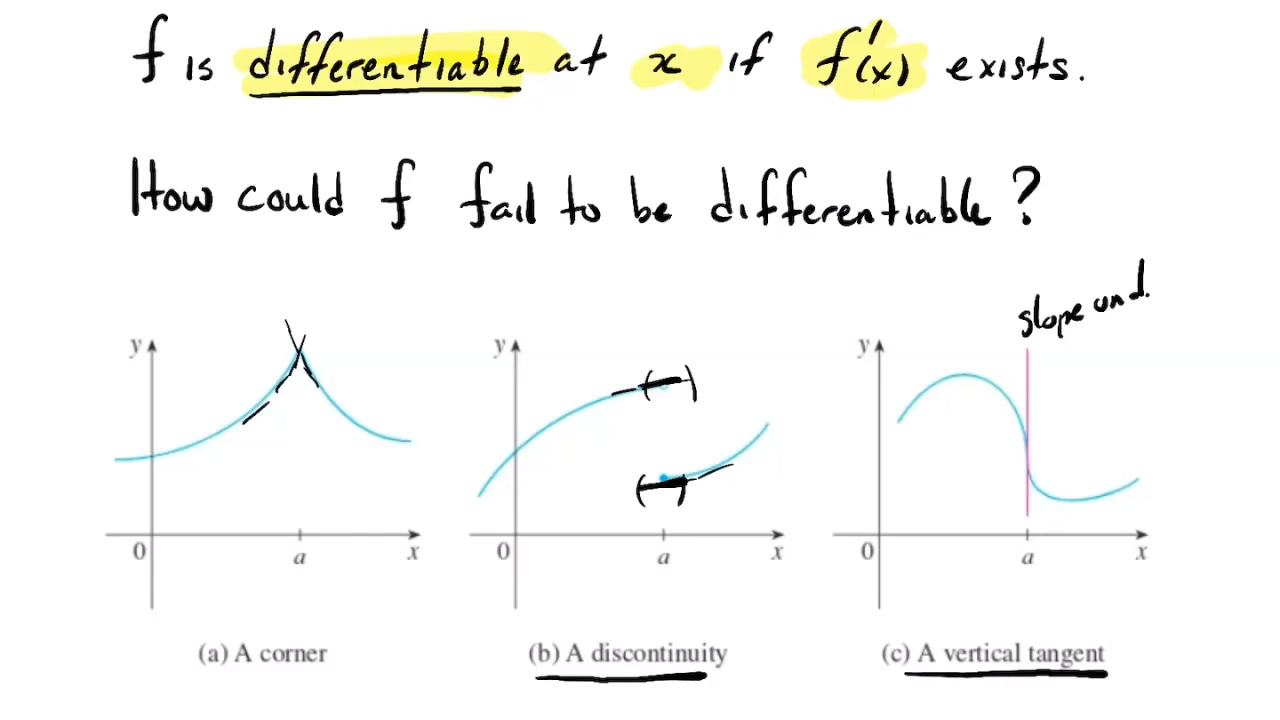 f is differentiable at x if f'(x) exists.
How could f fail to be differentiable?
slope und.
y
0
a
x
(a) A corner
y
0
a
x
(b) A discontinuity
y
0
a
x
(c) A vertical tangent